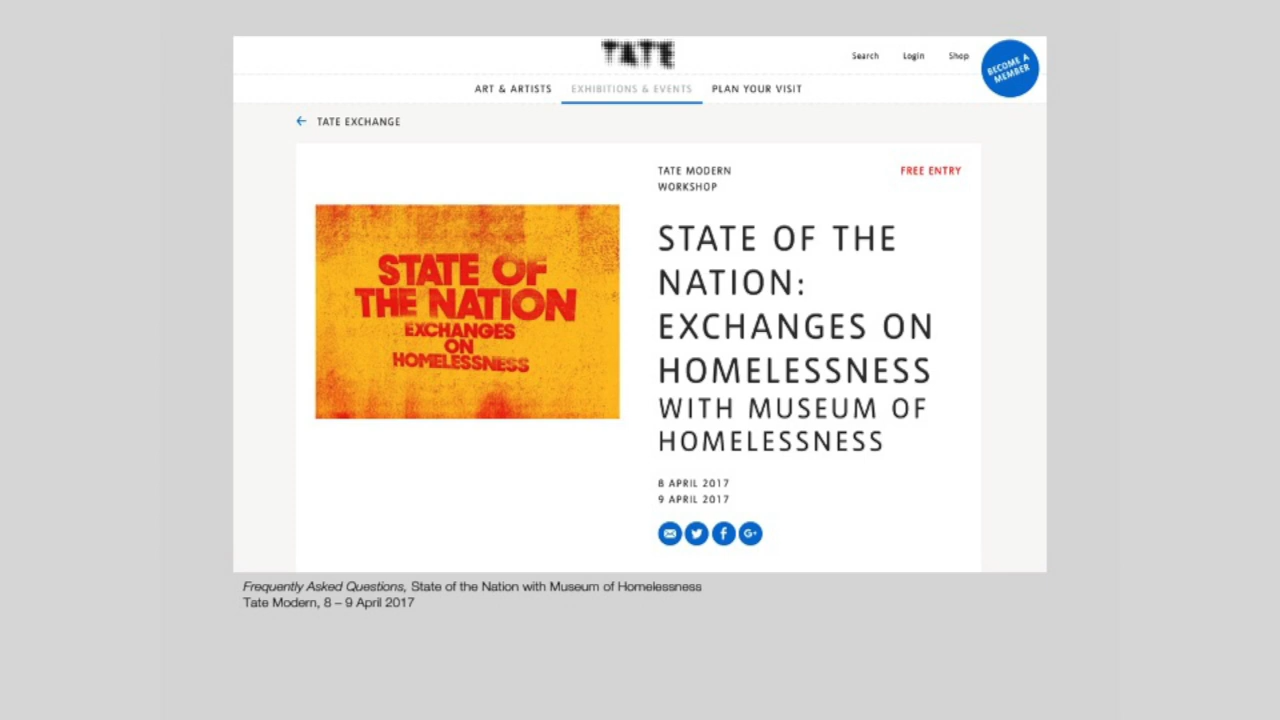 TATE
Search Login Shop
BECOME A
MEMBER
ART & ARTISTS EXHIBITIONS & EVENTS PLAN YOUR VISIT
← TATE EXCHANGE
TATE MODERN
WORKSHOP
FREE ENTRY
STATE OF
THE NATION
EXCHANGES
ON
HOMELESSNESS
STATE OF THE
NATION:
EXCHANGES ON
HOMELESSNESS
WITH MUSEUM OF
HOMELESSNESS
8 APRIL 2017
9 APRIL 2017
G+
Frequently Asked Questions, State of the Nation with Museum of Homelessness
Tate Modern, 8 – 9 April 2017